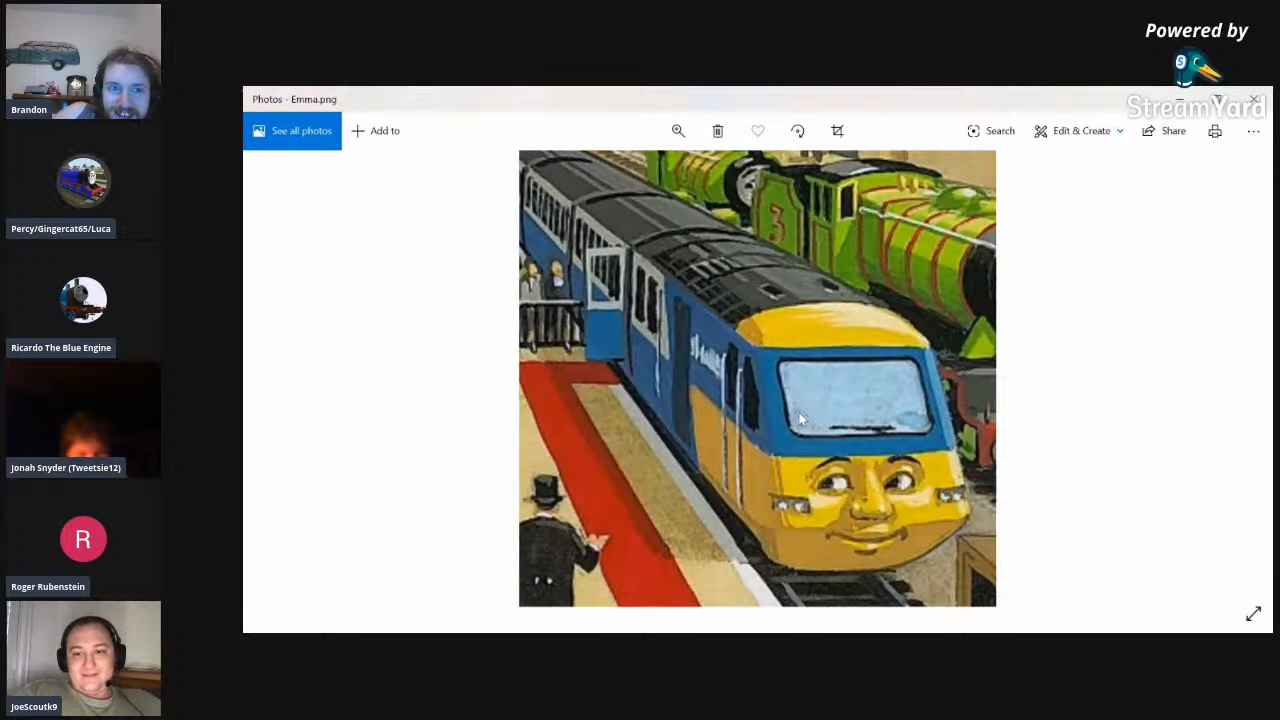 Powered by
StreamYard
Photos - Emma.png
See all photos
Add to
Search
Edit & Create
Share
3
Brandon
Percy/Gingercat65/Luca
Ricardo The Blue Engine
Jonah Snyder (Tweetsie12)
R
Roger Rubenstein
JoeScoutk9